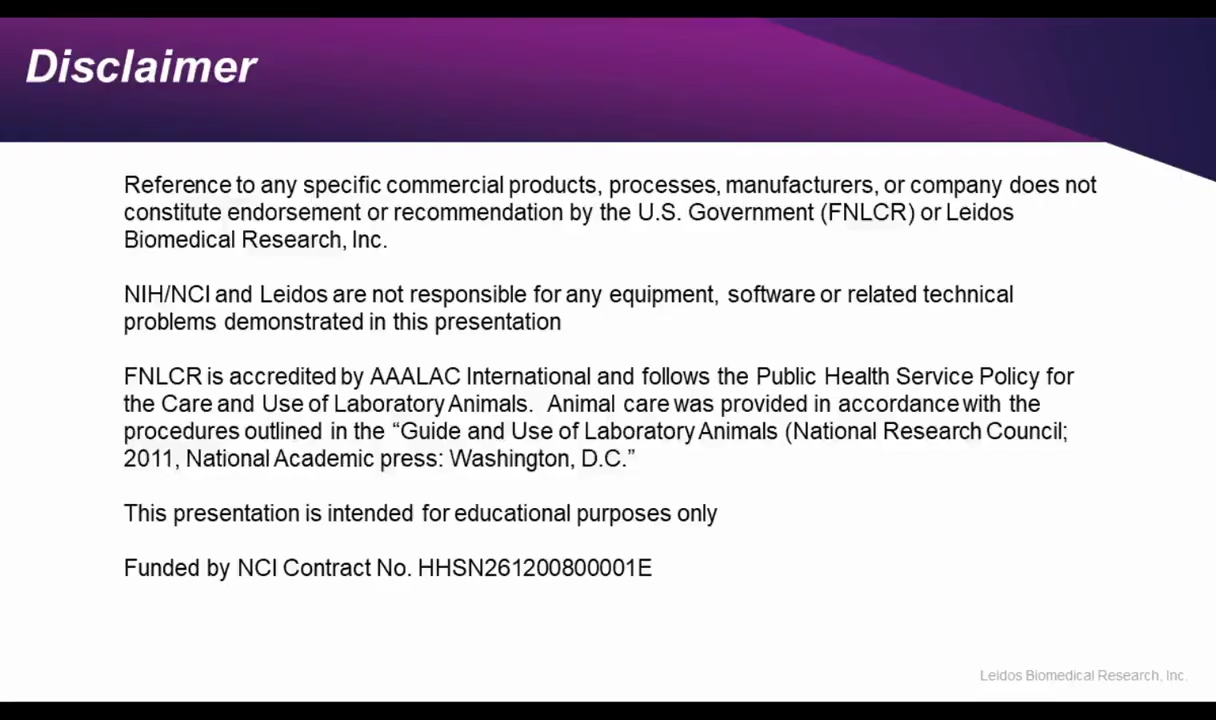 Disclaimer
Reference to any specific commercial products, processes, manufacturers, or company does not
constitute endorsement or recommendation by the U.S. Government (FNLCR) or Leidos
Biomedical Research, Inc.
NIH/NCI and Leidos are not responsible for any equipment, software or related technical
problems demonstrated in this presentation
FNLCR is accredited by AAALAC International and follows the Public Health Service Policy for
the Care and Use of Laboratory Animals.  Animal care was provided in accordance with the
procedures outlined in the “Guide and Use of Laboratory Animals (National Research Council;
2011, National Academic press: Washington, D.C.”
This presentation is intended for educational purposes only
Funded by NCI Contract No. HHSN261200800001E
Leidos Biomedical Research, Inc.